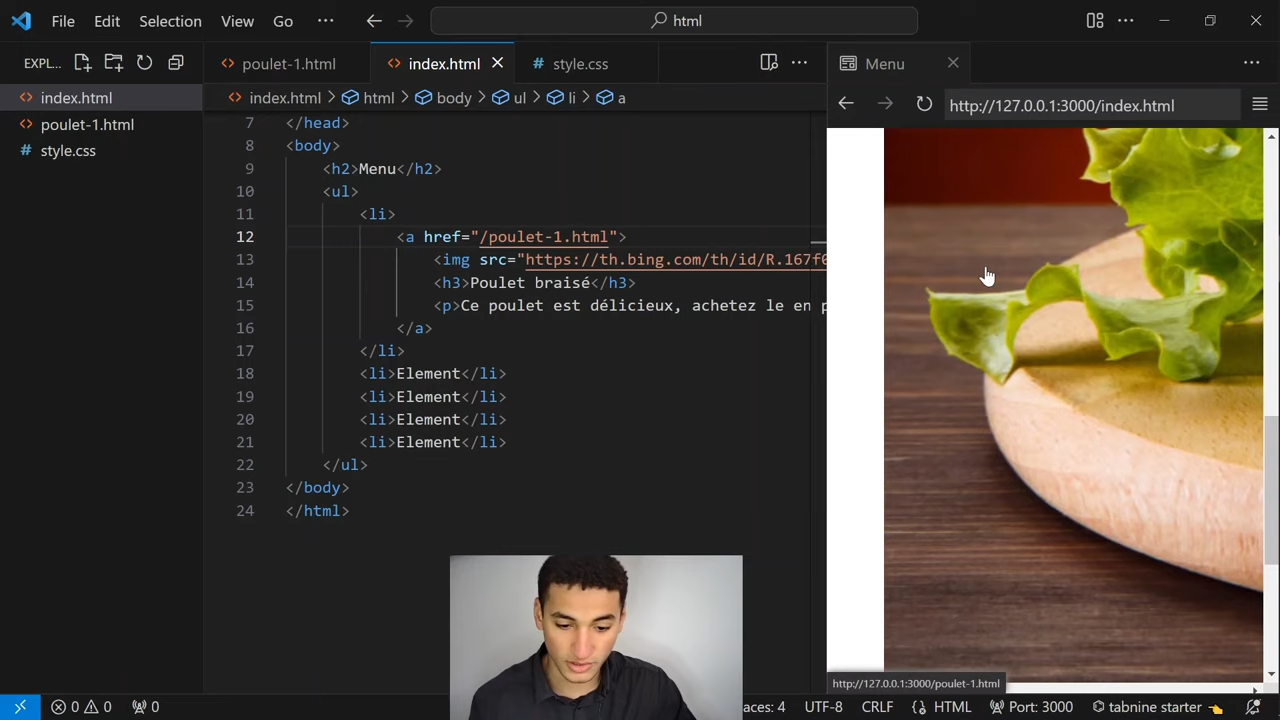 File Edit Selection View Go ··· html
EXPL... poulet-1.html index.html style.css Menu
index.html
poulet-1.html
style.css
index.html > html > body > ul > li > a
http://127.0.0.1:3000/index.html
7 </head>
8 <body>
9 <h2>Menu</h2>
10 <ul>
11 <li>
12 <a href="/poulet-1.html">
13 <img src="https://th.bing.com/th/id/R.167f6
14 <h3>Poulet braisé</h3>
15 <p>Ce poulet est délicieux, achetez le en p
16 </a>
17 </li>
18 <li>Element</li>
19 <li>Element</li>
20 <li>Element</li>
21 <li>Element</li>
22 </ul>
23 </body>
24 </html>
http://127.0.0.1:3000/poulet-1.html
0 0 0 aces: 4 UTF-8 CRLF {} HTML Port: 3000 tabnine starter